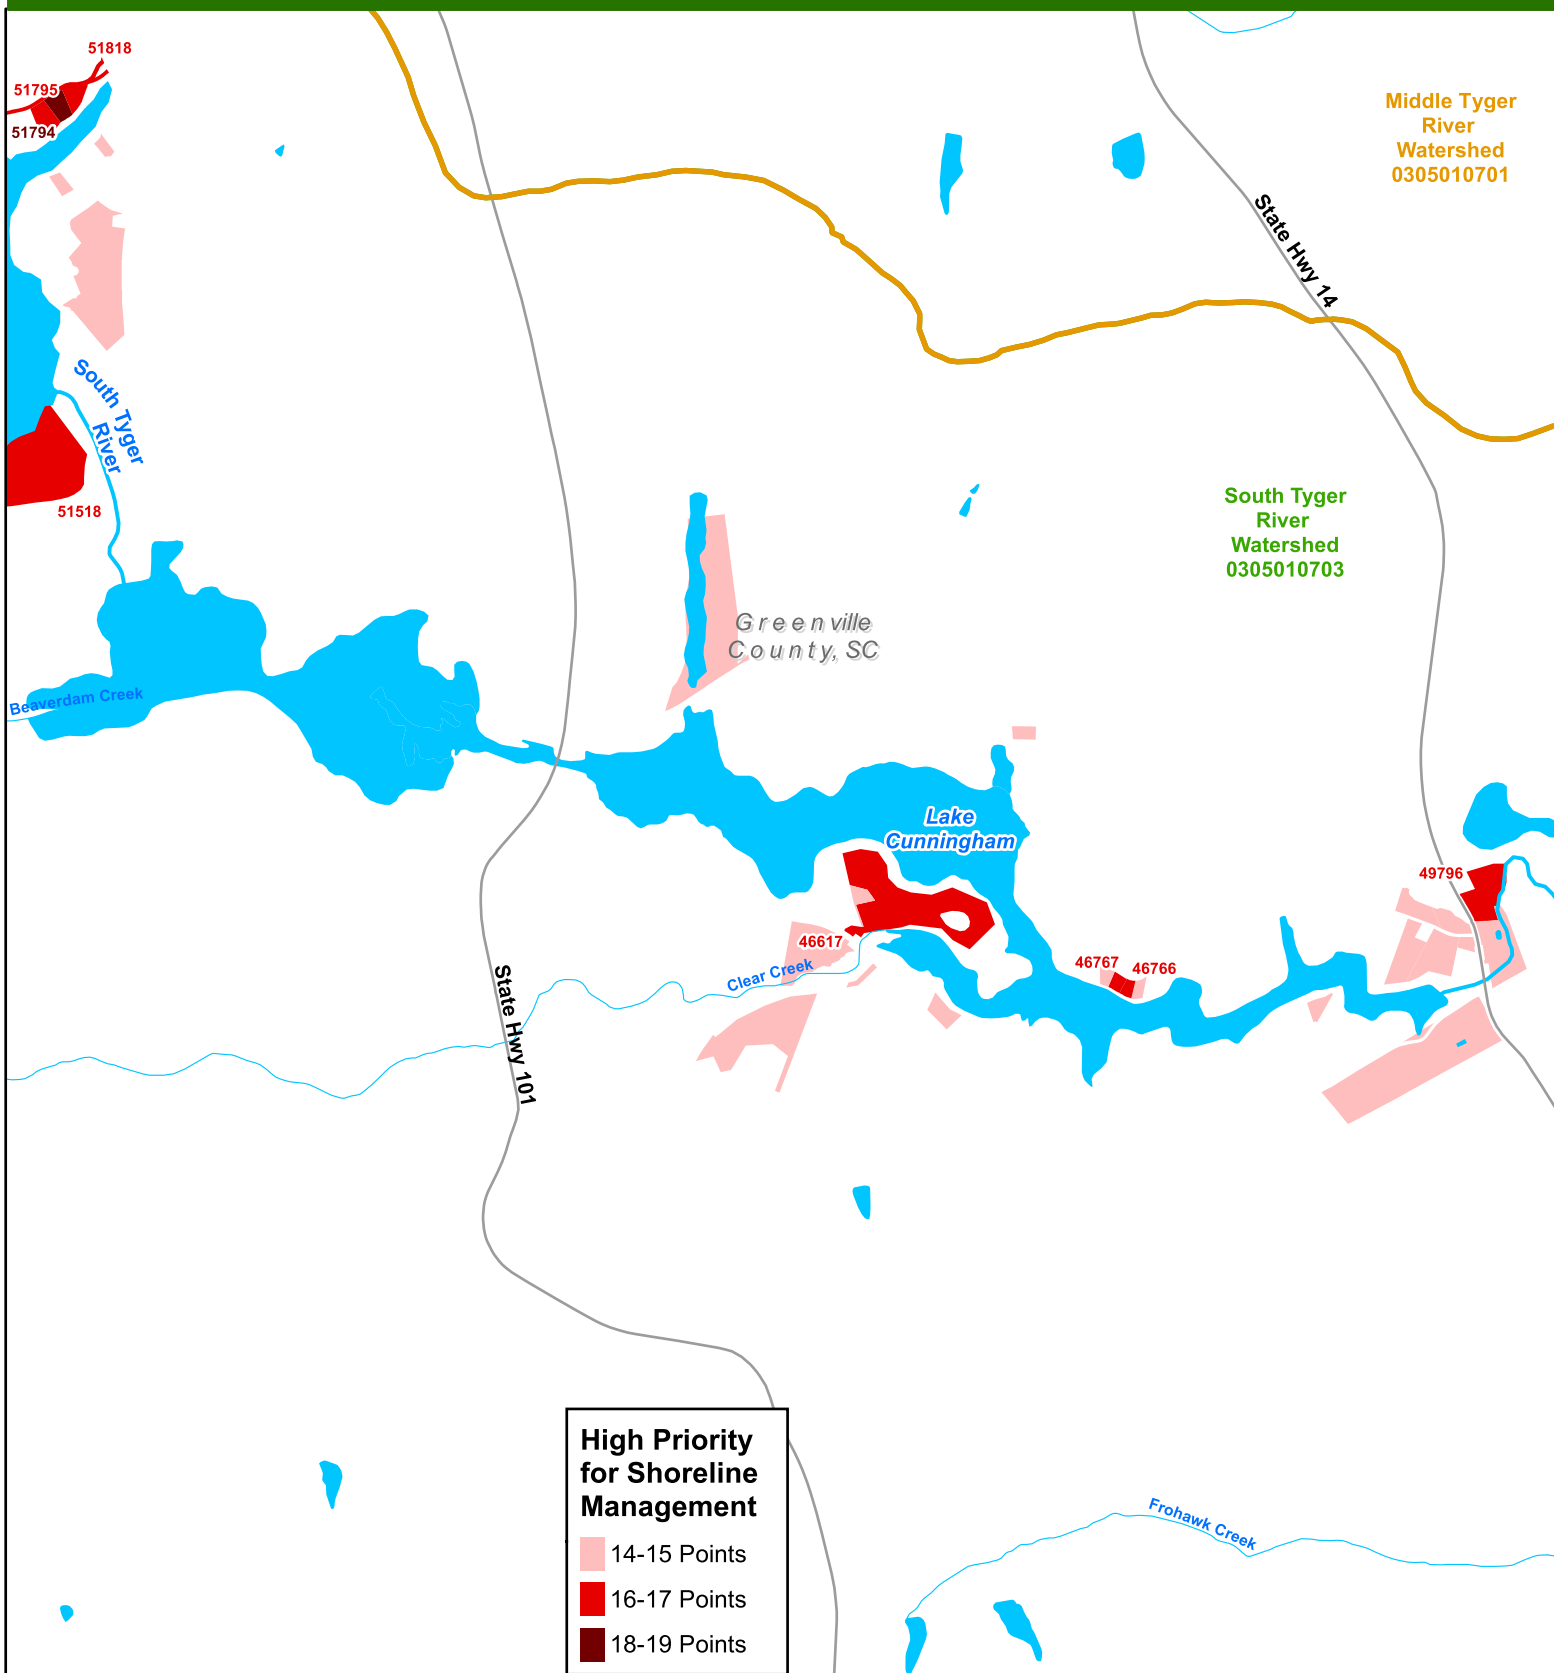 51818
51795
51794
Middle Tyger
River
Watershed
0305010701
State Hwy 14
South Tyger
River
51518
South Tyger
River
Watershed
0305010703
Greenville
County, SC
Beaverdam Creek
Lake
Cunningham
49796
46617
46767
46766
Clear Creek
State Hwy 101
High Priority
for Shoreline
Management
14-15 Points
16-17 Points
18-19 Points
Frohawk Creek